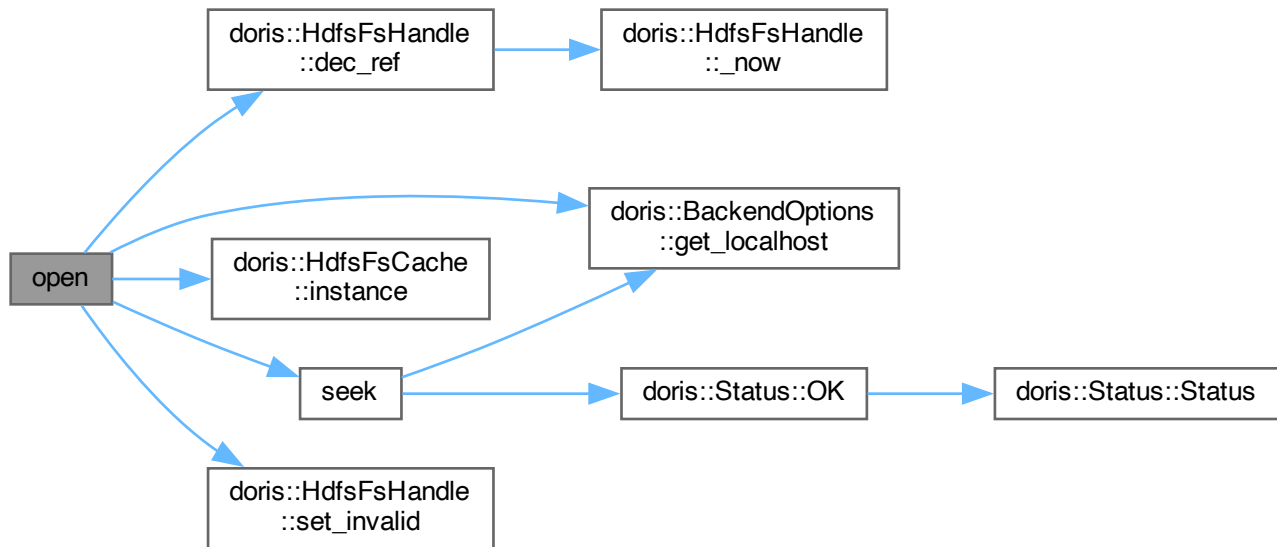 doris::HdfsFsHandle
::dec_ref
doris::HdfsFsHandle
::_now
doris::BackendOptions
::get_localhost
open
doris::HdfsFsCache
::instance
seek
doris::Status::OK
doris::Status::Status
doris::HdfsFsHandle
::set_invalid